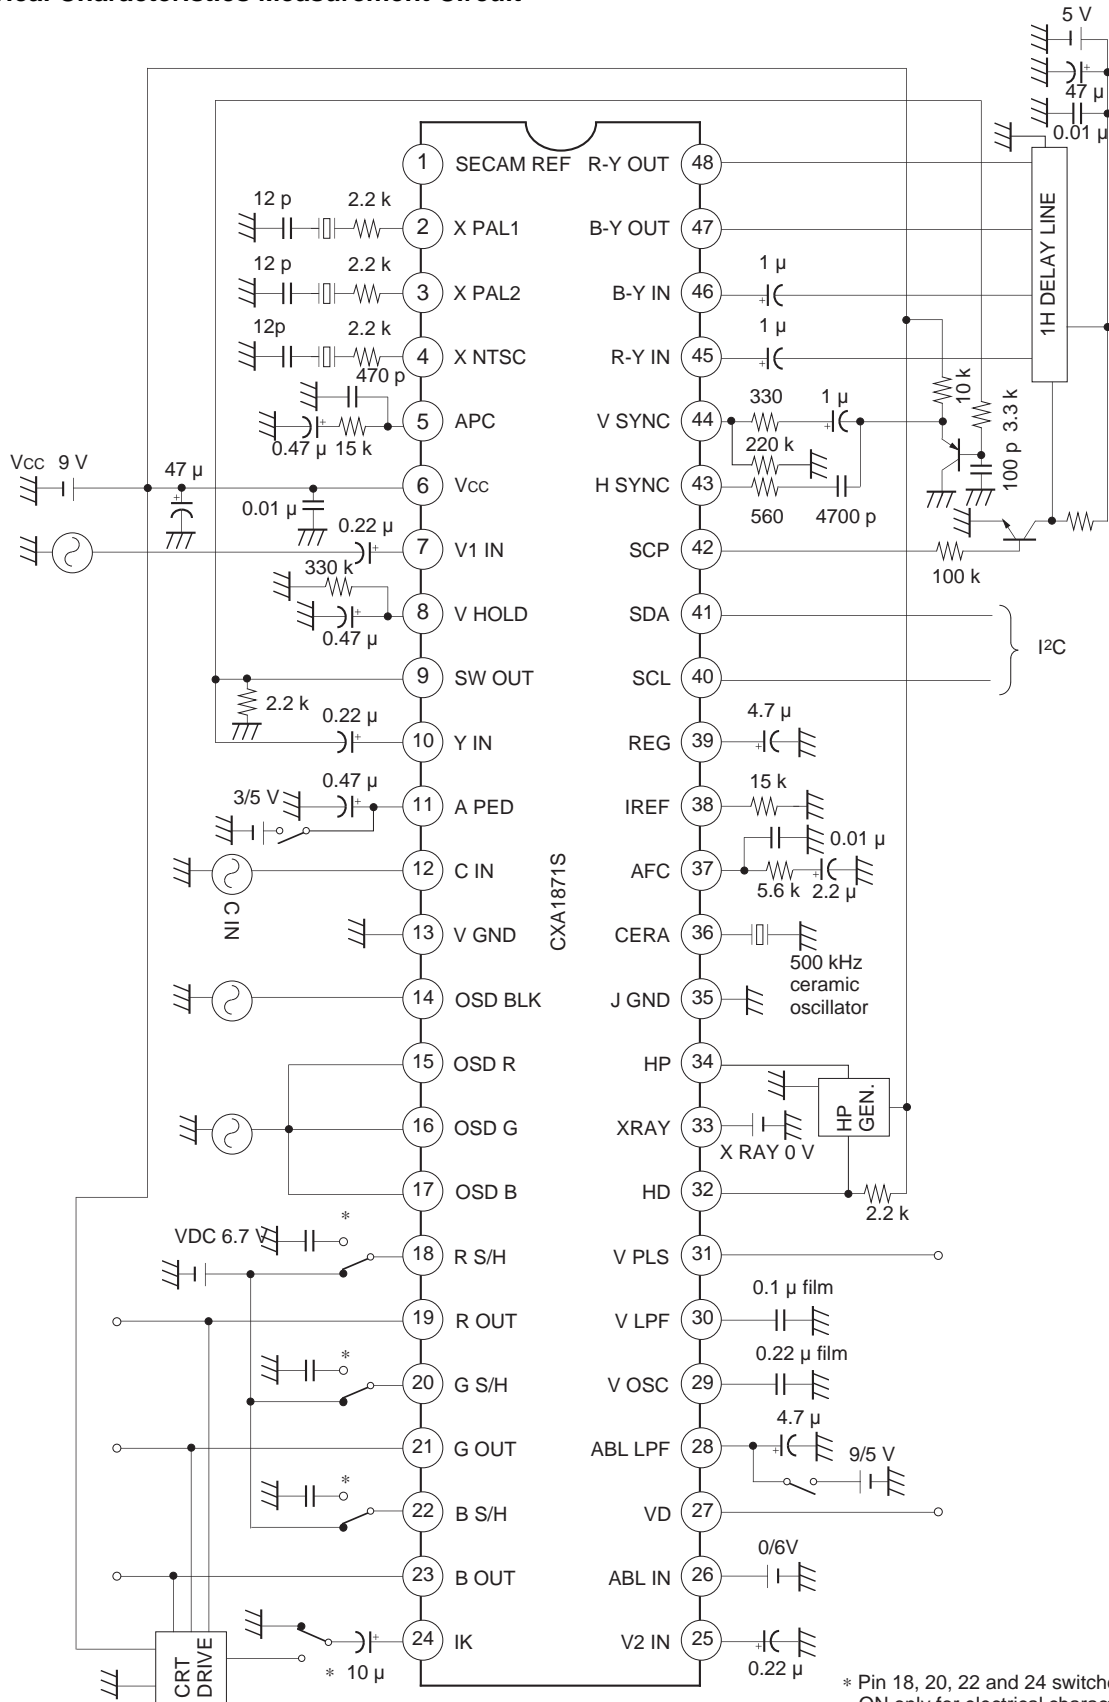 5 V
47 µ
0.01 µ
1 SECAM REF R-Y OUT 48
12 p 2.2 k
2 X PAL1 B-Y OUT 47
1H DELAY LINE
12 p 2.2 k 1 µ
3 X PAL2 B-Y IN 46
12p 2.2 k 1 µ
4 X NTSC R-Y IN 45
470 p 10 k 3.3 k
330 1 µ
5 APC V SYNC 44
0.47 µ 15 k 220 k 100 p
Vcc 9 V 47 µ
6 Vcc H SYNC 43
0.01 µ 560 4700 p
0.22 µ
7 V1 IN SCP 42
330 k 100 k
8 V HOLD SDA 41
0.47 µ I²C
9 SW OUT SCL 40
2.2 k
0.22 µ 4.7 µ
10 Y IN REG 39
3/5 V 0.47 µ 15 k
11 A PED IREF 38
0.01 µ
12 C IN AFC 37
5.6 k 2.2 µ
C IN
CXA1871S
13 V GND CERA 36
500 kHz
ceramic
oscillator
14 OSD BLK J GND 35
15 OSD R HP 34
HP
GEN.
16 OSD G XRAY 33
X RAY 0 V
17 OSD B HD 32
2.2 k
VDC 6.7 V *
18 R S/H V PLS 31
0.1 µ film
19 R OUT V LPF 30
* 0.22 µ film
20 G S/H V OSC 29
4.7 µ
21 G OUT ABL LPF 28
9/5 V
*
22 B S/H VD 27
0/6V
23 B OUT ABL IN 26
24 IK V2 IN 25
* 10 µ 0.22 µ
CRT
DRIVE
* Pin 18, 20, 22 and 24